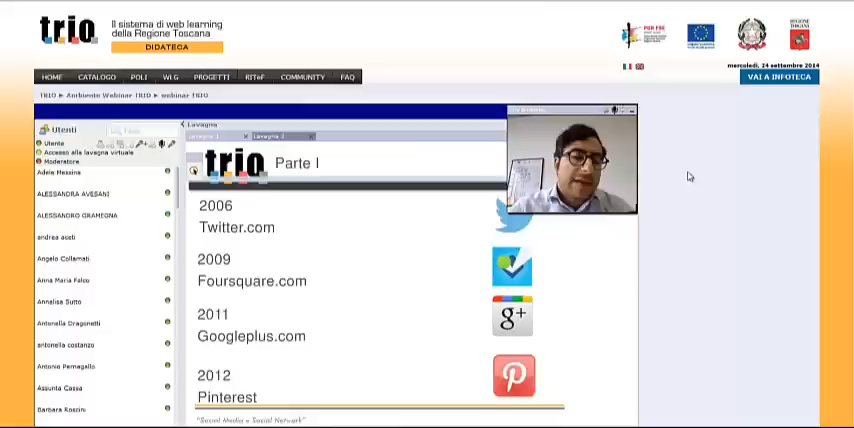 trio
Il sistema di web learning
della Regione Toscana
DIDATECA
POR FSE
REGIONE
TOSCANA
mercoledì, 24 settembre 2014
HOME CATALOGO POLI WLG PROGETTI RITeF COMMUNITY FAQ
VAI A INFOTECA
TRIO ► Ambiente Webinar TRIO ► webinar TRIO
Utenti
Utente
Accesso alla lavagna virtuale
Moderatore
Adele Messina
ALESSANDRA AVESANI
ALESSANDRO GRAMEGNA
andrea aceti
Angelo Collamati
Anna Maria Falco
Annalisa Sutto
Antonella Dragonetti
antonella costanzo
Antonio Pernagallo
Assunta Cassa
Barbara Roscini
Lavagna
Lavagna 1 Lavagna 2
trio Parte I
2006
Twitter.com
2009
Foursquare.com
2011
Googleplus.com
g+
2012
Pinterest
"Social Media e Social Network"